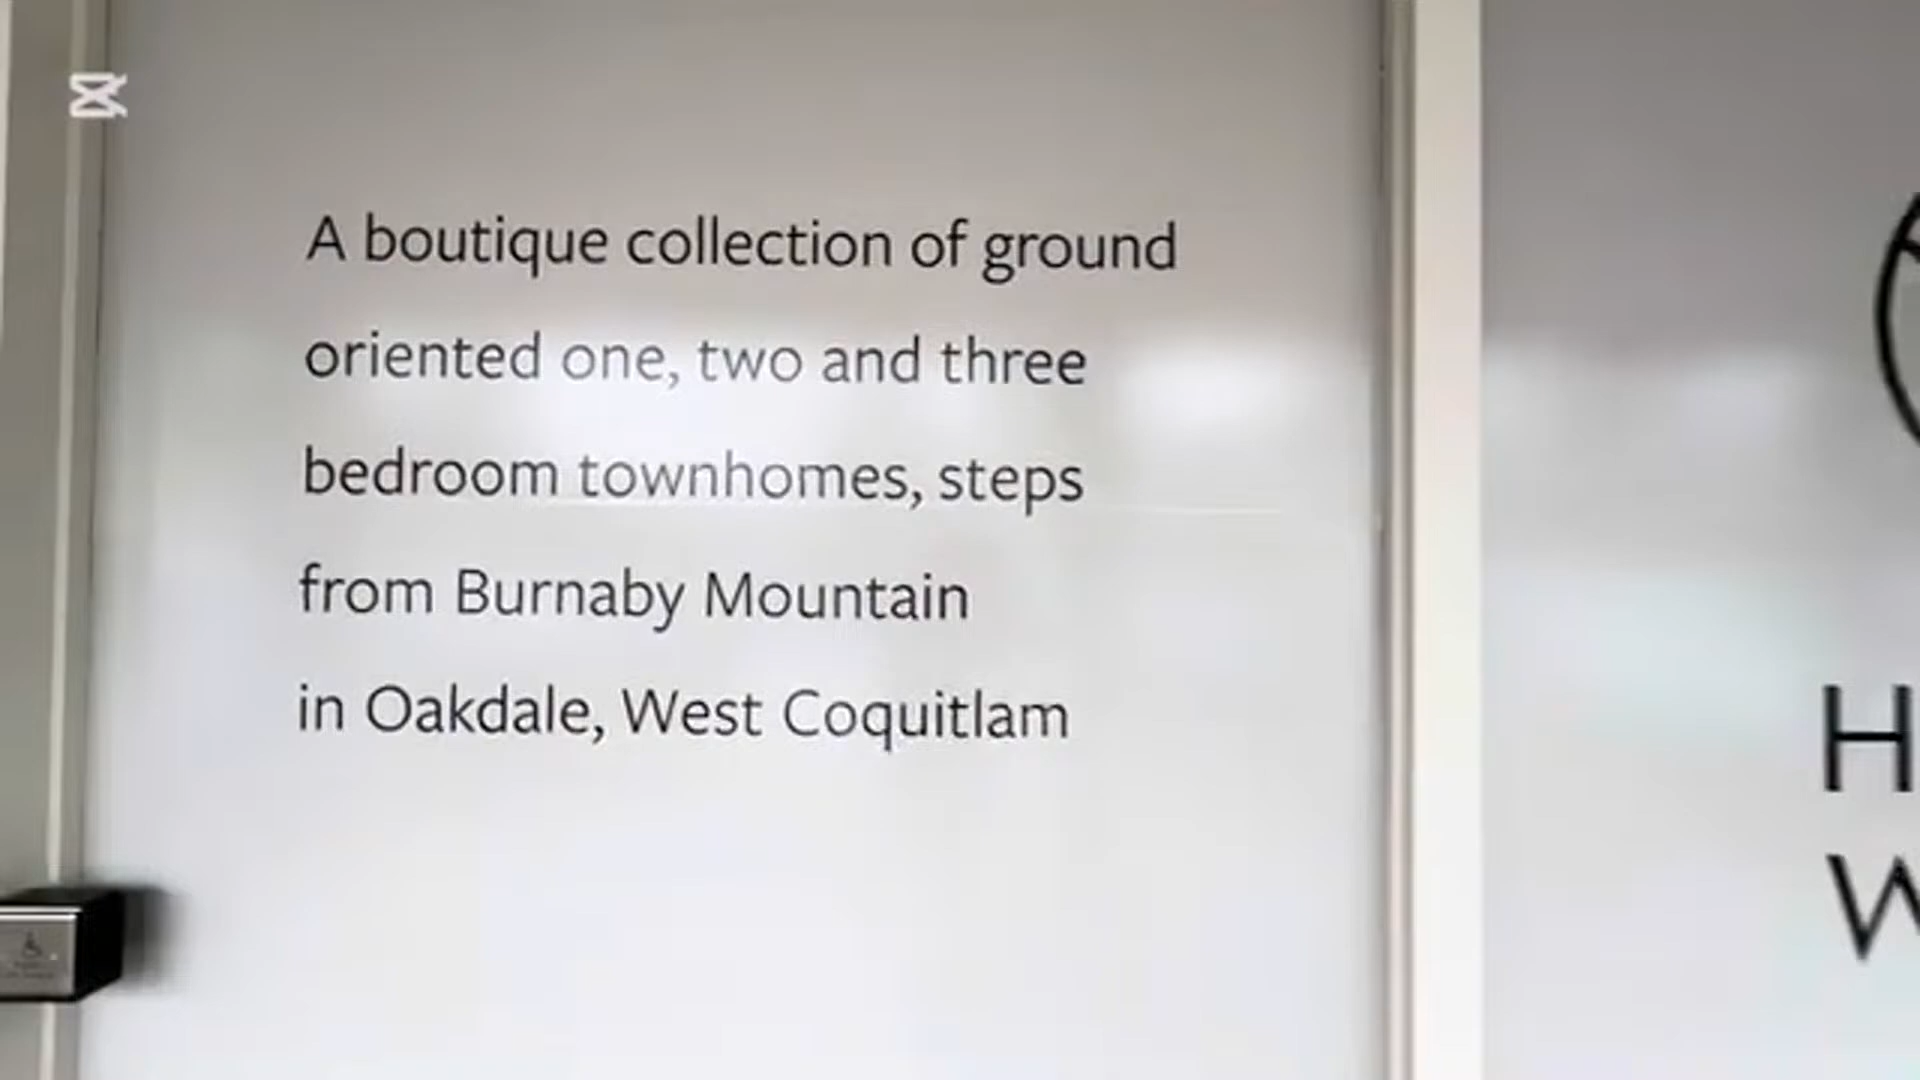 A boutique collection of ground
oriented one, two and three
bedroom townhomes, steps
from Burnaby Mountain
in Oakdale, West Coquitlam
H
W